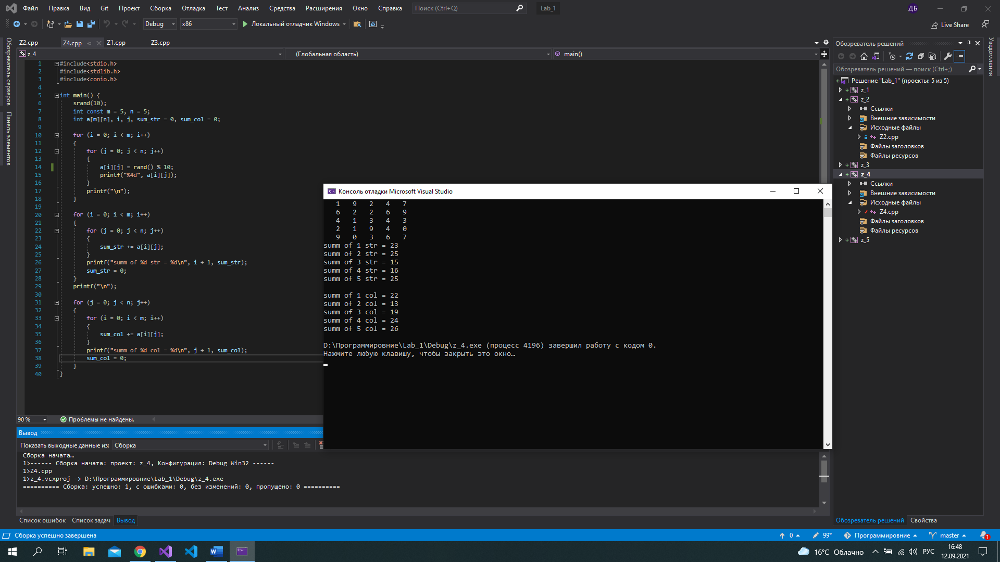 Файл Правка Вид Git Проект Сборка Отладка Тест Анализ Средства Расширения Окно Справка Поиск (Ctrl+Q) Lab_1 ДБ
Debug x86 Локальный отладчик Windows Live Share
Обозреватель серверов
Панель элементов
Z2.cpp Z4.cpp Z1.cpp Z3.cpp
z_4 (Глобальная область) main()
1 #include<stdio.h>
2 #include<stdlib.h>
3 #include<conio.h>
4
5 int main() {
6 srand(10);
7 int const m = 5, n = 5;
8 int a[m][n], i, j, sum_str = 0, sum_col = 0;
9
10 for (i = 0; i < m; i++)
11 {
12 for (j = 0; j < n; j++)
13 {
14 a[i][j] = rand() % 10;
15 printf("%4d", a[i][j]);
16 }
17 printf("\n");
18 }
19
20 for (i = 0; i < m; i++)
21 {
22 for (j = 0; j < n; j++)
23 {
24 sum_str += a[i][j];
25 }
26 printf("summ of %d str = %d\n", i + 1, sum_str);
27 sum_str = 0;
28 }
29 printf("\n");
30
31 for (j = 0; j < n; j++)
32 {
33 for (i = 0; i < m; i++)
34 {
35 sum_col += a[i][j];
36 }
37 printf("summ of %d col = %d\n", j + 1, sum_col);
38 sum_col = 0;
39 }
40 }
90 % Проблемы не найдены.
Консоль отладки Microsoft Visual Studio
1 9 2 4 7
6 2 2 6 9
4 1 3 4 3
2 1 9 4 0
9 0 3 6 7
summ of 1 str = 23
summ of 2 str = 25
summ of 3 str = 15
summ of 4 str = 16
summ of 5 str = 25
summ of 1 col = 22
summ of 2 col = 13
summ of 3 col = 19
summ of 4 col = 24
summ of 5 col = 26
D:\Программировние\Lab_1\Debug\z_4.exe (процесс 4196) завершил работу с кодом 0.
Нажмите любую клавишу, чтобы закрыть это окно…
Вывод
Показать выходные данные из: Сборка
Сборка начата…
1>------ Сборка начата: проект: z_4, Конфигурация: Debug Win32 ------
1>Z4.cpp
1>z_4.vcxproj -> D:\Программировние\Lab_1\Debug\z_4.exe
========== Сборка: успешно: 1, с ошибками: 0, без изменений: 0, пропущено: 0 ==========
Список ошибок Список задач Вывод
Обозреватель решений
Обозреватель решений — поиск (Ctrl+;)
Решение "Lab_1" (проекты: 5 из 5)
z_1
z_2
Ссылки
Внешние зависимости
Исходные файлы
Z2.cpp
Файлы заголовков
Файлы ресурсов
z_3
z_4
Ссылки
Внешние зависимости
Исходные файлы
Z4.cpp
Файлы заголовков
Файлы ресурсов
z_5
Обозреватель решений Свойства
Уведомления
Сборка успешно завершена 0 99* Программировние master 1
16°C Облачно РУС 16:48
12.09.2021